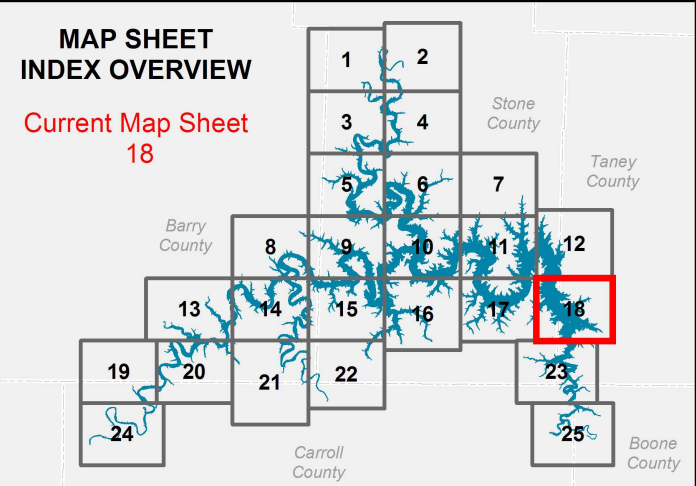 MAP SHEET
INDEX OVERVIEW
Current Map Sheet
18
1
2
3
4
Stone
County
Taney
County
5
6
7
Barry
County
8
9
10
11
12
13
14
15
16
17
18
19
20
21
22
23
24
25
Carroll
County
Boone
County